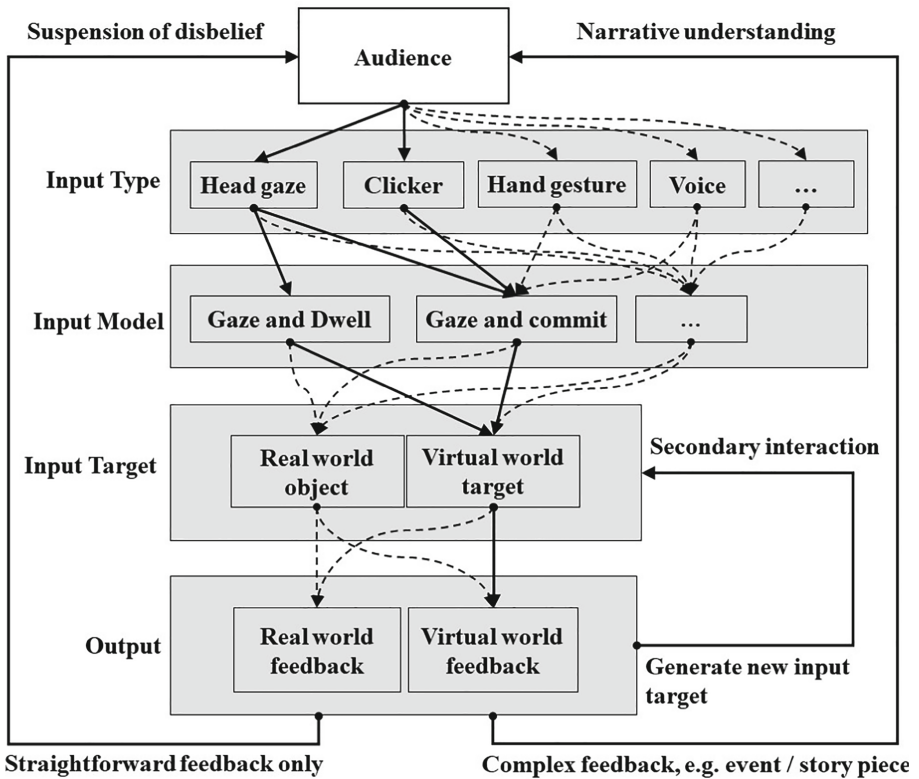 Suspension of disbelief
Narrative understanding
Audience
Input Type
Head gaze
Clicker
Hand gesture
Voice
...
Input Model
Gaze and Dwell
Gaze and commit
...
Input Target
Real world
object
Virtual world
target
Secondary interaction
Output
Real world
feedback
Virtual world
feedback
Generate new input
target
Straightforward feedback only
Complex feedback, e.g. event / story piece